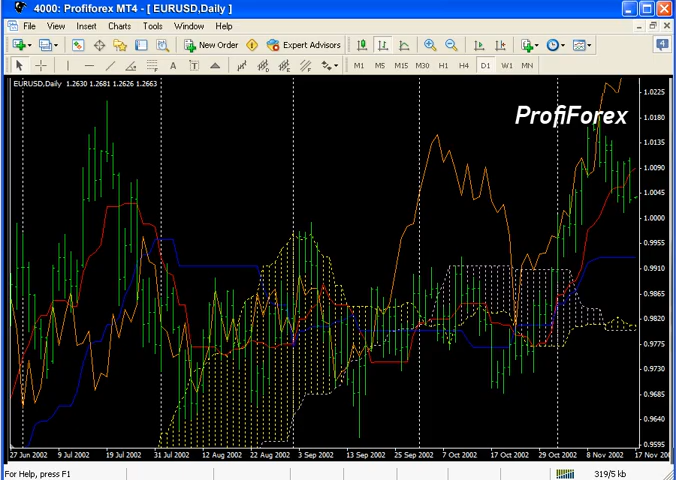 4000: Profiforex MT4 - [ EURUSD,Daily ]
File View Insert Charts Tools Window Help
New Order Expert Advisors
A T M1 M5 M15 M30 H1 H4 D1 W1 MN
EURUSD,Daily 1.2630 1.2681 1.2626 1.2663
ProfiForex
1.0225
1.0180
1.0135
1.0090
1.0045
1.0000
0.9955
0.9910
0.9865
0.9820
0.9775
0.9730
0.9685
0.9640
0.9595
27 Jun 2002 9 Jul 2002 19 Jul 2002 31 Jul 2002 12 Aug 2002 22 Aug 2002 3 Sep 2002 13 Sep 2002 25 Sep 2002 7 Oct 2002 17 Oct 2002 29 Oct 2002 8 Nov 2002 17 Nov 200
For Help, press F1 319/5 kb